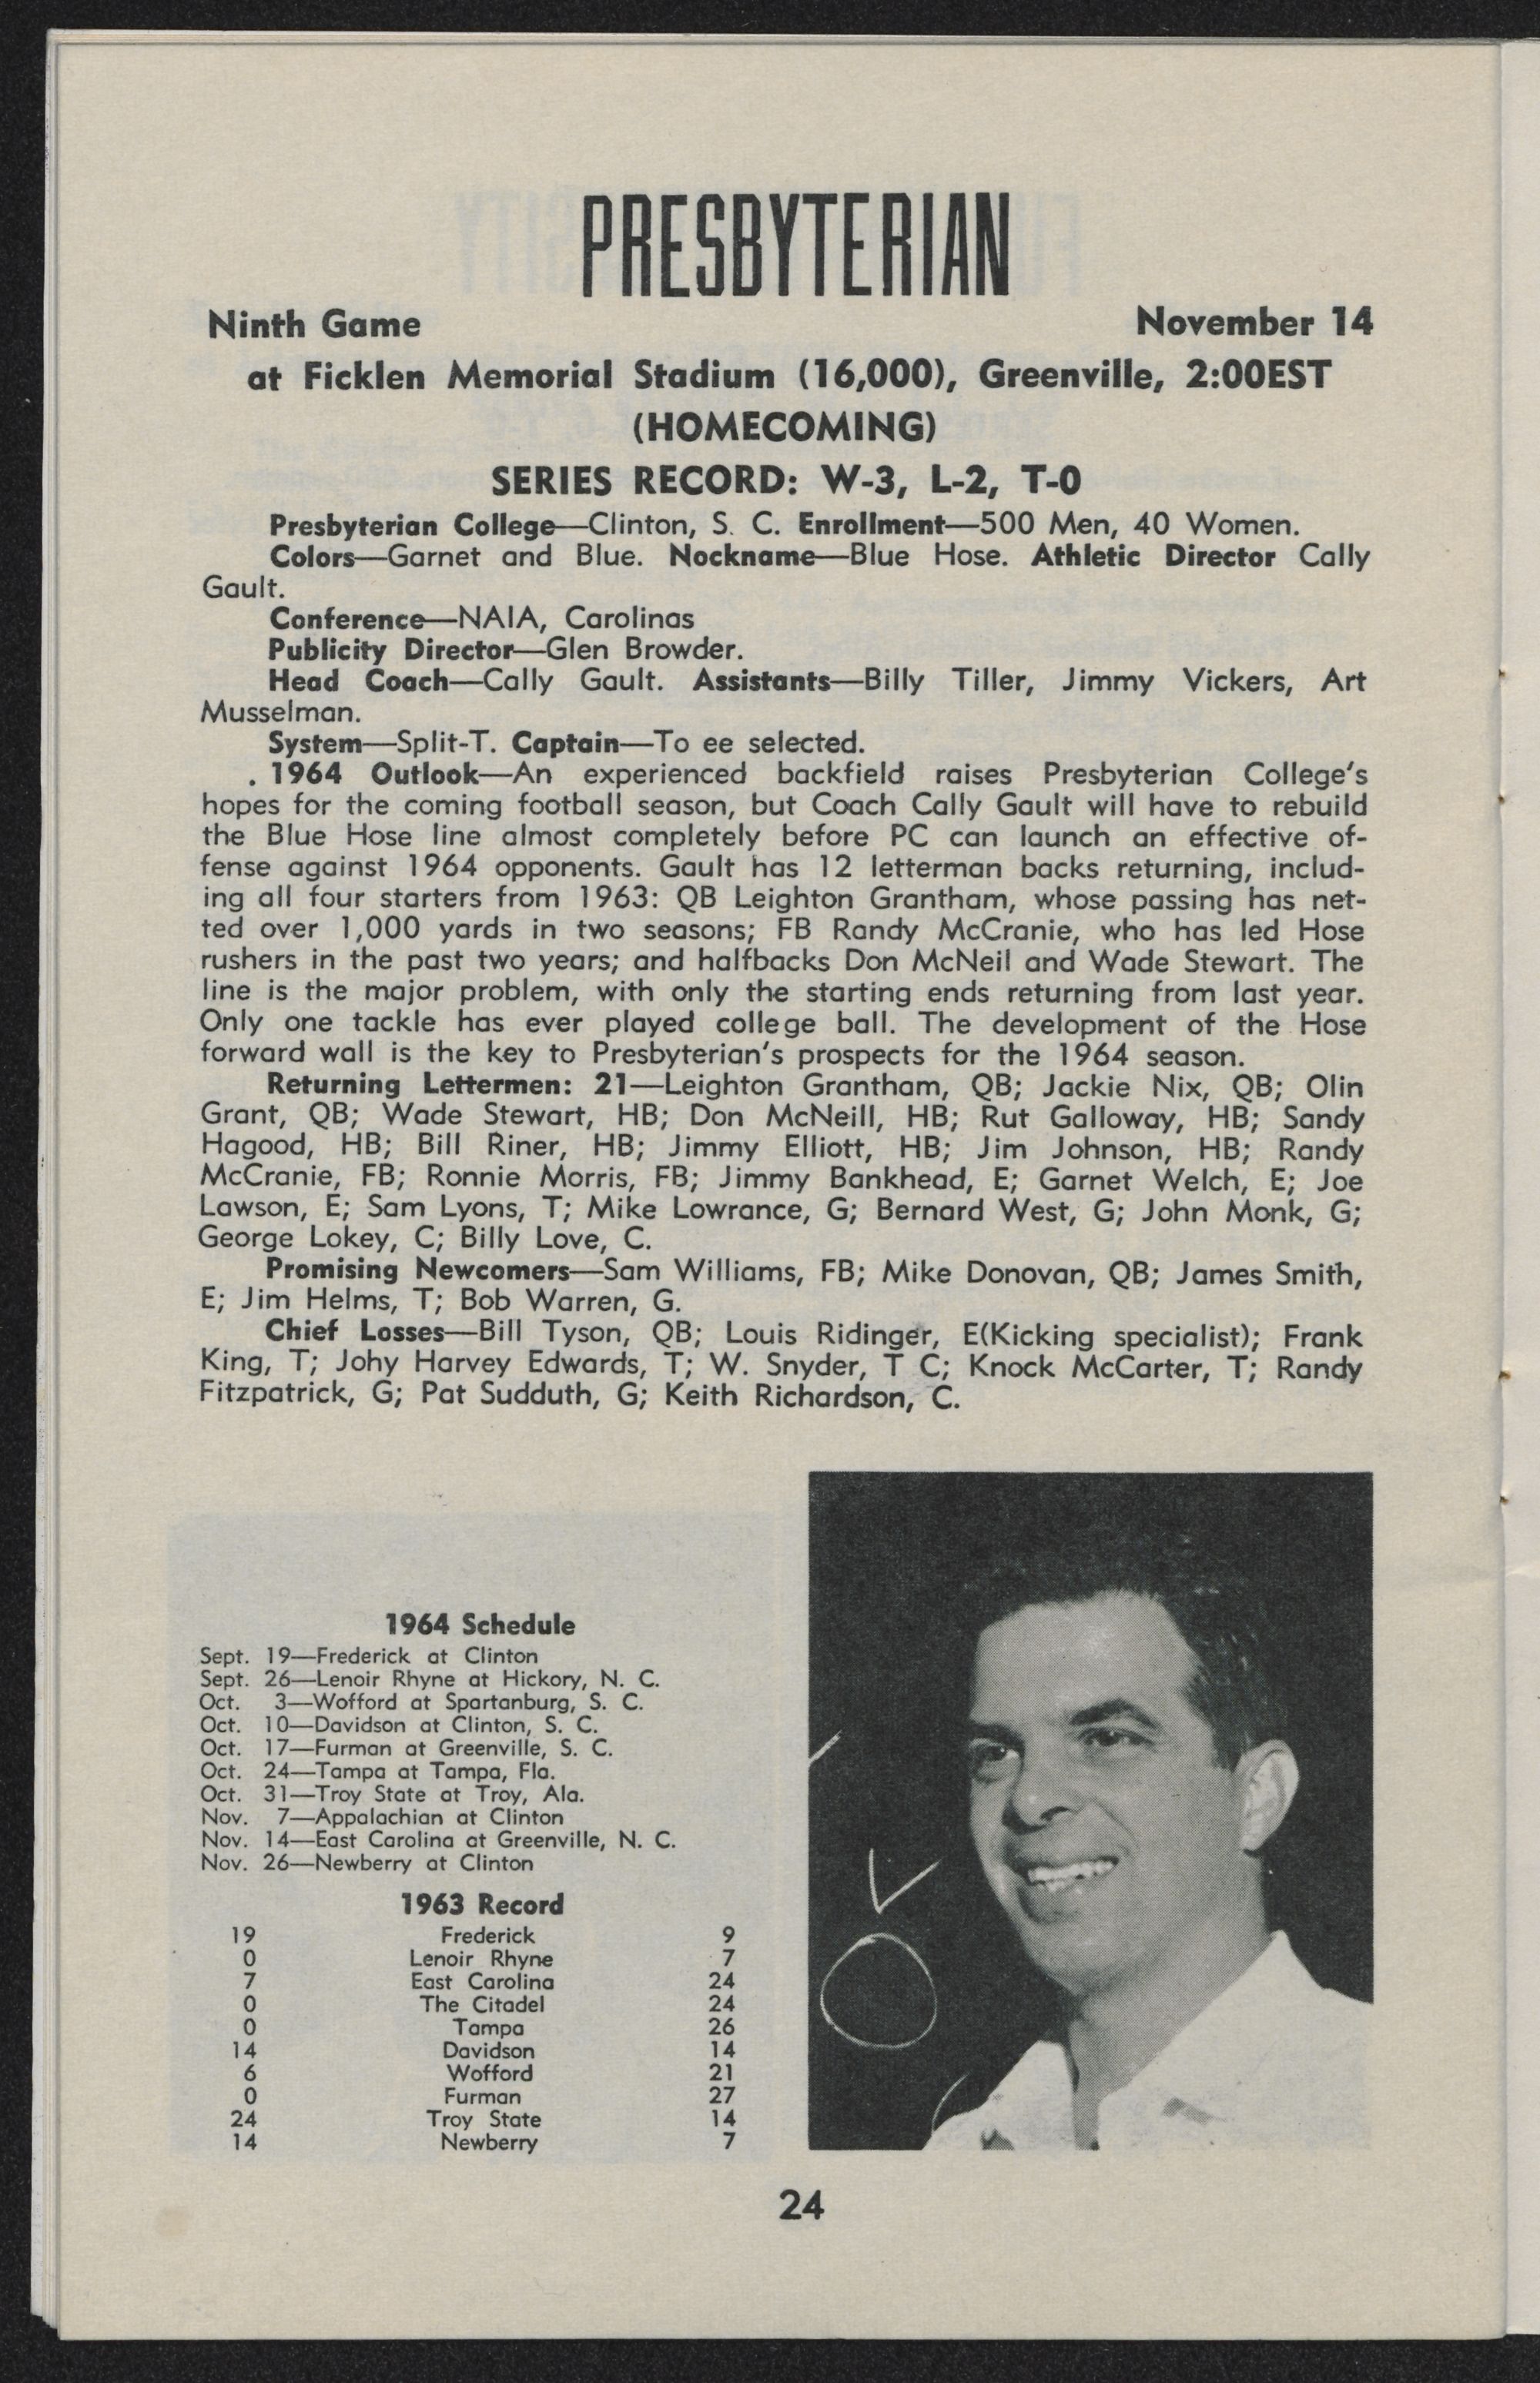 PRESBYTERIAN
Ninth Game November 14
at Ficklen Memorial Stadium (16,000), Greenville, 2:00EST
(HOMECOMING)
SERIES RECORD: W-3, L-2, T-0
Presbyterian College—Clinton, S. C. Enrollment—500 Men, 40 Women.
Colors—Garnet and Blue. Nockname—Blue Hose. Athletic Director Cally
Gault.
Conference—NAIA, Carolinas
Publicity Director—Glen Browder.
Head Coach—Cally Gault. Assistants—Billy Tiller, Jimmy Vickers, Art
Musselman.
System—Split-T. Captain—To ee selected.
. 1964 Outlook—An experienced backfield raises Presbyterian College's
hopes for the coming football season, but Coach Cally Gault will have to rebuild
the Blue Hose line almost completely before PC can launch an effective of-
fense against 1964 opponents. Gault has 12 letterman backs returning, includ-
ing all four starters from 1963: QB Leighton Grantham, whose passing has net-
ted over 1,000 yards in two seasons; FB Randy McCranie, who has led Hose
rushers in the past two years; and halfbacks Don McNeil and Wade Stewart. The
line is the major problem, with only the starting ends returning from last year.
Only one tackle has ever played college ball. The development of the Hose
forward wall is the key to Presbyterian's prospects for the 1964 season.
Returning Lettermen: 21—Leighton Grantham, QB; Jackie Nix, QB; Olin
Grant, QB; Wade Stewart, HB; Don McNeill, HB; Rut Galloway, HB; Sandy
Hagood, HB; Bill Riner, HB; Jimmy Elliott, HB; Jim Johnson, HB; Randy
McCranie, FB; Ronnie Morris, FB; Jimmy Bankhead, E; Garnet Welch, E; Joe
Lawson, E; Sam Lyons, T; Mike Lowrance, G; Bernard West, G; John Monk, G;
George Lokey, C; Billy Love, C.
Promising Newcomers—Sam Williams, FB; Mike Donovan, QB; James Smith,
E; Jim Helms, T; Bob Warren, G.
Chief Losses—Bill Tyson, QB; Louis Ridinger, E(Kicking specialist); Frank
King, T; Johy Harvey Edwards, T; W. Snyder, T C; Knock McCarter, T; Randy
Fitzpatrick, G; Pat Sudduth, G; Keith Richardson, C.
1964 Schedule
Sept. 19—Frederick at Clinton
Sept. 26—Lenoir Rhyne at Hickory, N. C.
Oct. 3—Wofford at Spartanburg, S. C.
Oct. 10—Davidson at Clinton, S. C.
Oct. 17—Furman at Greenville, S. C.
Oct. 24—Tampa at Tampa, Fla.
Oct. 31—Troy State at Troy, Ala.
Nov. 7—Appalachian at Clinton
Nov. 14—East Carolina at Greenville, N. C.
Nov. 26—Newberry at Clinton
1963 Record
19 Frederick 9
0 Lenoir Rhyne 7
7 East Carolina 24
0 The Citadel 24
0 Tampa 26
14 Davidson 14
6 Wofford 21
0 Furman 27
24 Troy State 14
14 Newberry 7
24